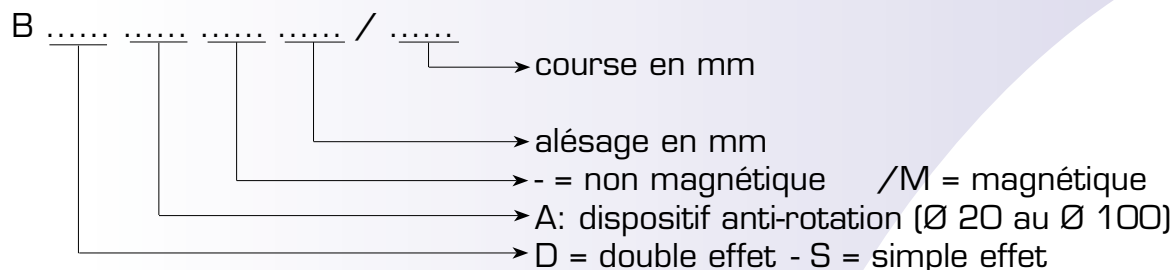 B ...... ...... ...... ...... / ......
course en mm
alésage en mm
- = non magnétique /M = magnétique
A: dispositif anti-rotation (Ø 20 au Ø 100)
D = double effet - S = simple effet